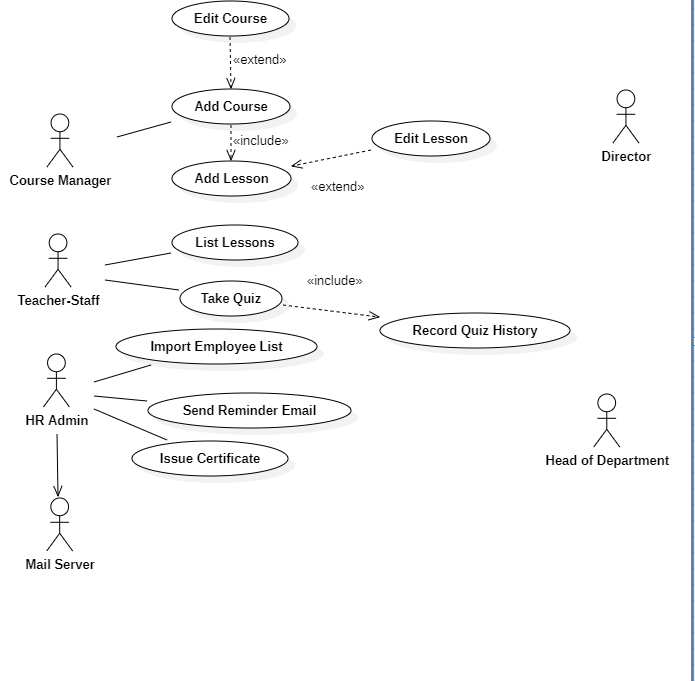 Edit Course
«extend»
Add Course
«include»
Edit Lesson
Director
Course Manager
Add Lesson
«extend»
List Lessons
Teacher-Staff
Take Quiz
«include»
Record Quiz History
Import Employee List
HR Admin
Send Reminder Email
Issue Certificate
Head of Department
Mail Server